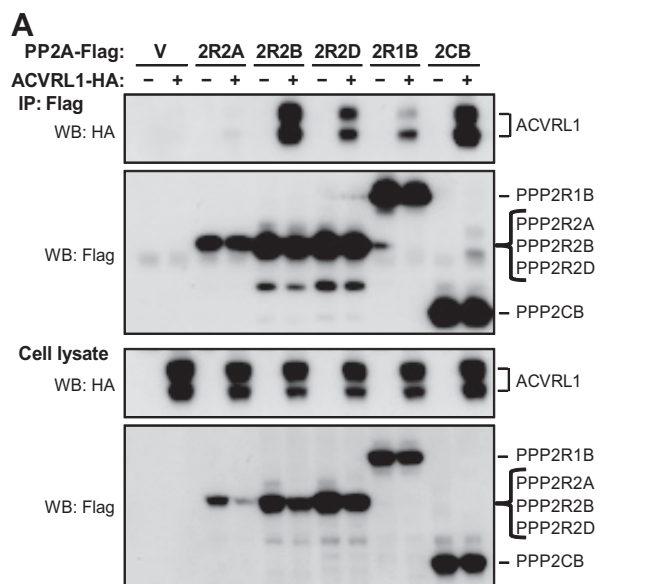 A
PP2A-Flag: V 2R2A 2R2B 2R2D 2R1B 2CB
ACVRL1-HA: – + – + – + – + – + – +
IP: Flag
WB: HA
ACVRL1
WB: Flag
PPP2R1B
PPP2R2A
PPP2R2B
PPP2R2D
PPP2CB
Cell lysate
WB: HA
ACVRL1
WB: Flag
PPP2R1B
PPP2R2A
PPP2R2B
PPP2R2D
PPP2CB